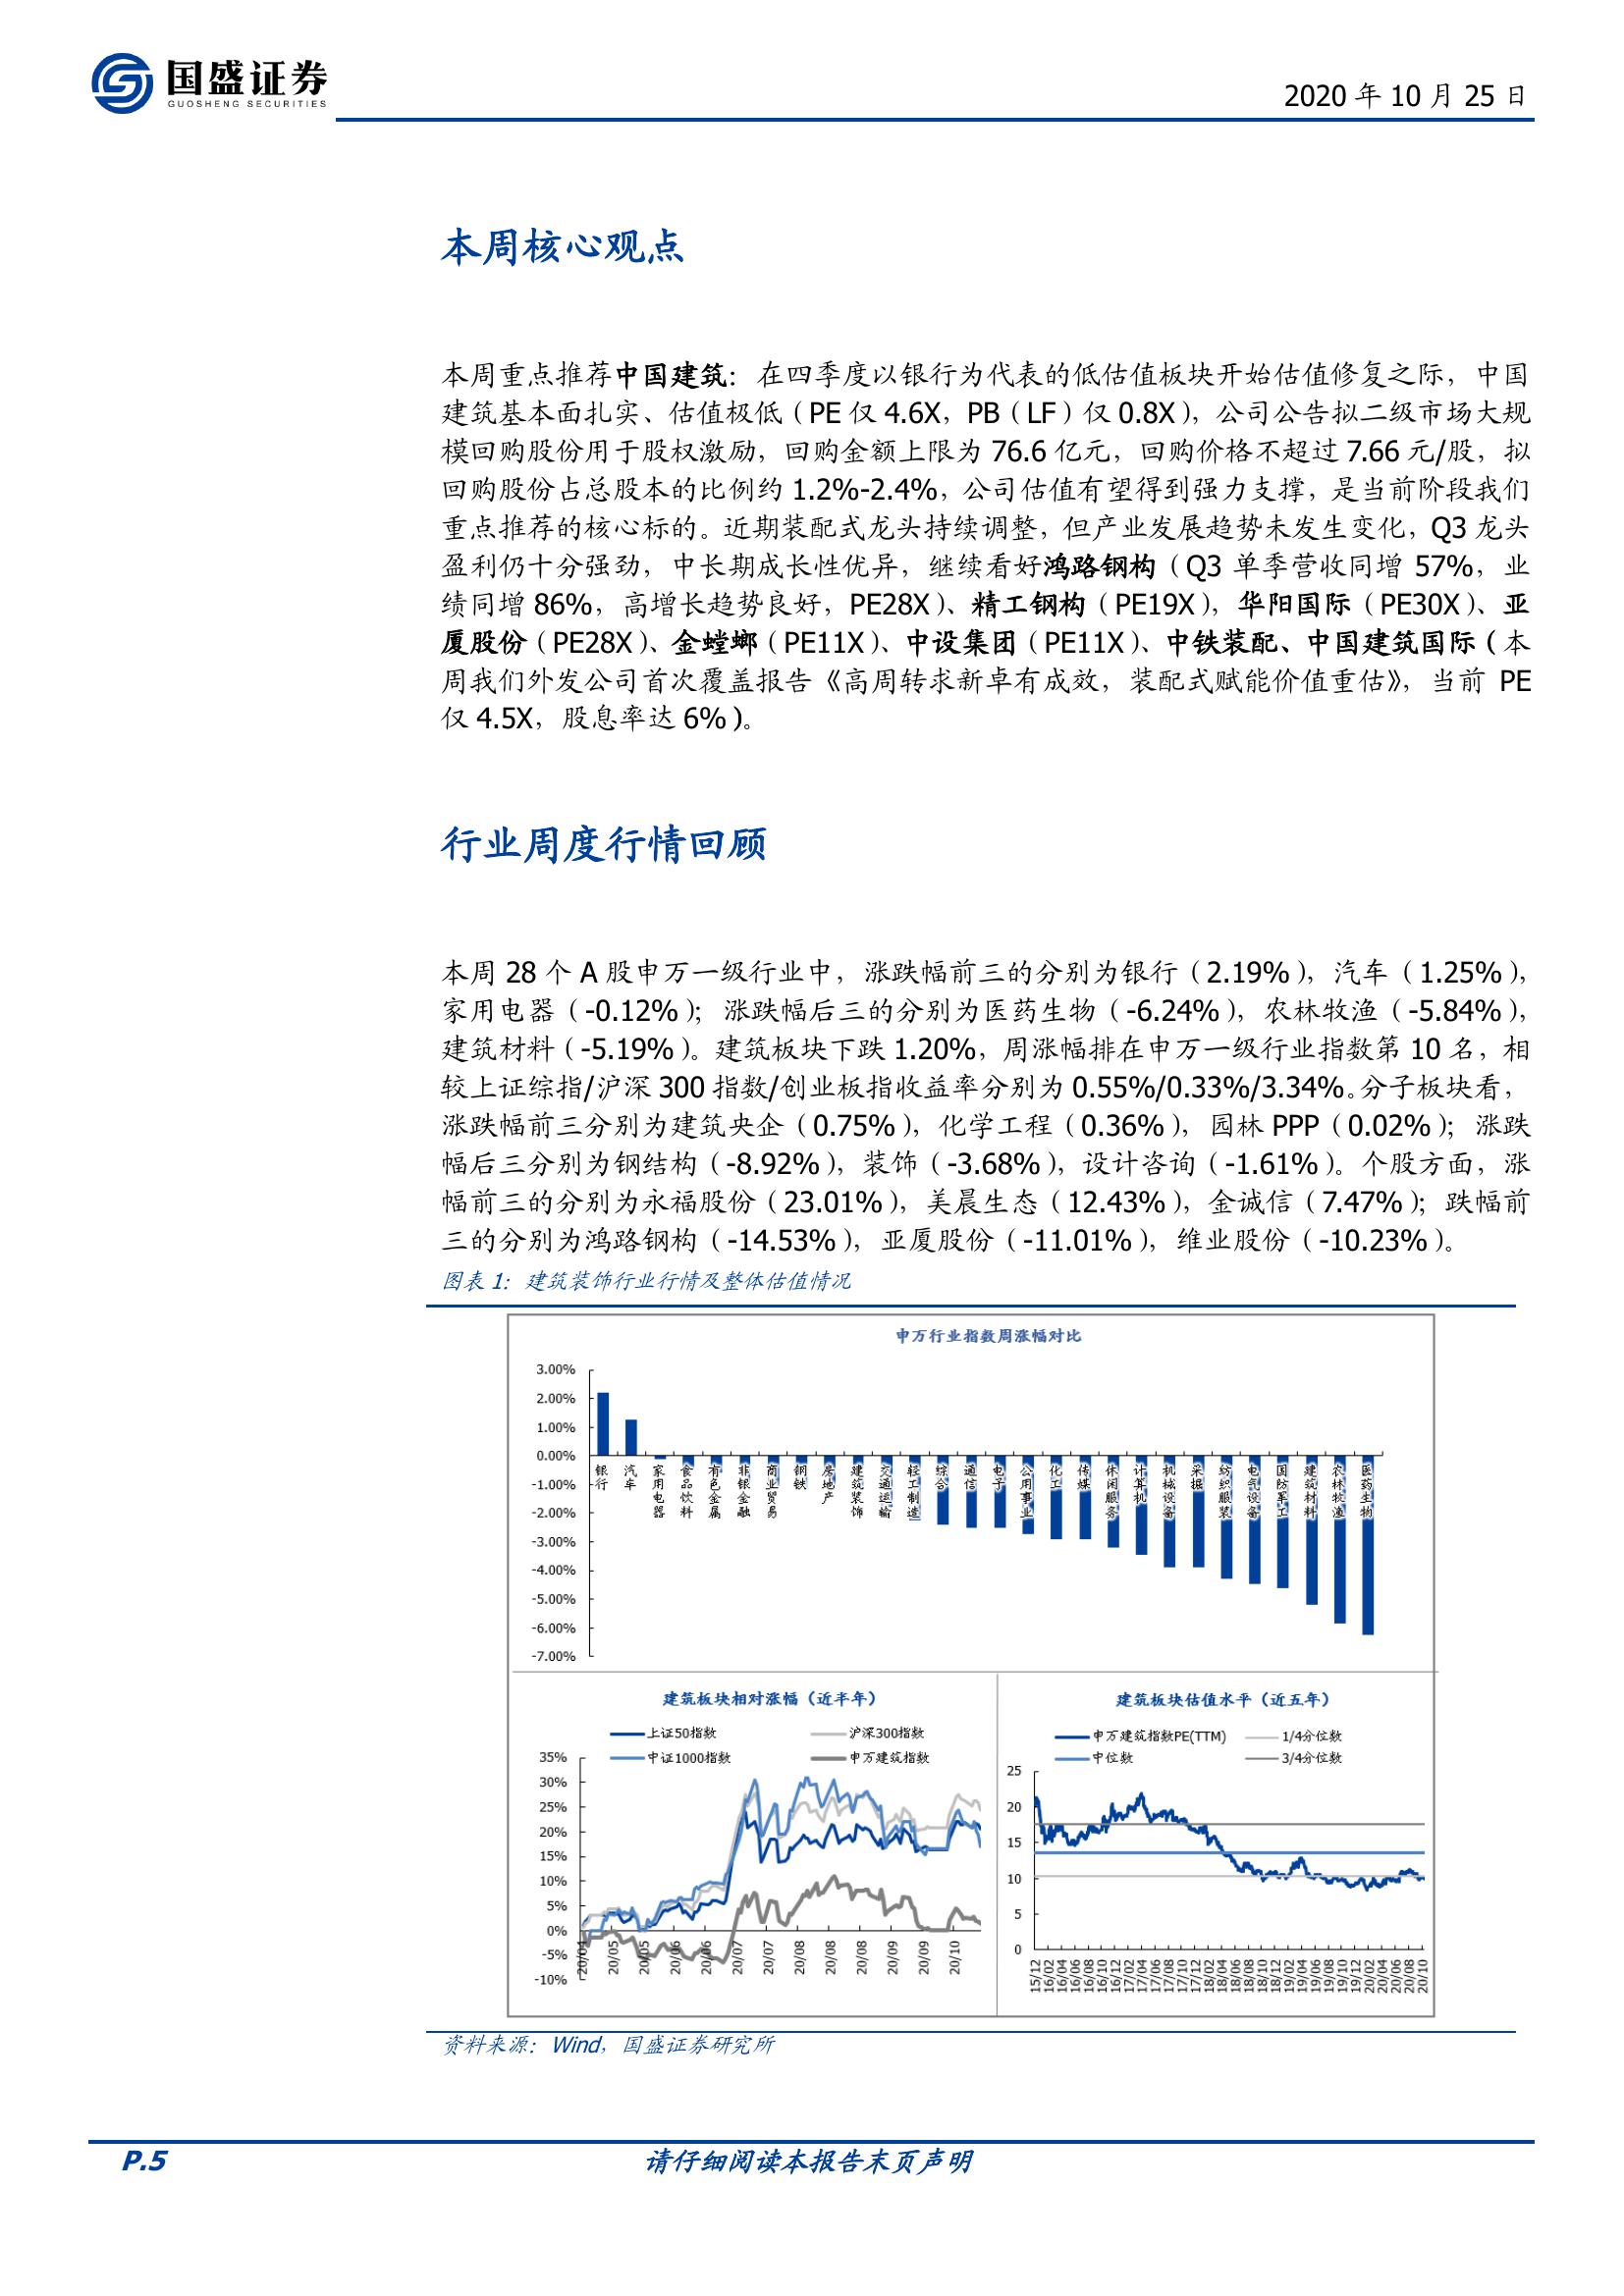 国盛证券
GUOSHENG SECURITIES
2020 年 10 月 25 日
本周核心观点
本周重点推荐中国建筑：在四季度以银行为代表的低估值板块开始估值修复之际，中国
建筑基本面扎实、估值极低（PE 仅 4.6X，PB（LF）仅 0.8X），公司公告拟二级市场大规
模回购股份用于股权激励，回购金额上限为 76.6 亿元，回购价格不超过 7.66 元/股，拟
回购股份占总股本的比例约 1.2%-2.4%，公司估值有望得到强力支撑，是当前阶段我们
重点推荐的核心标的。近期装配式龙头持续调整，但产业发展趋势未发生变化，Q3 龙头
盈利仍十分强劲，中长期成长性优异，继续看好鸿路钢构（Q3 单季营收同增 57%，业
绩同增 86%，高增长趋势良好，PE28X）、精工钢构（PE19X），华阳国际（PE30X）、亚
厦股份（PE28X）、金螳螂（PE11X）、中设集团（PE11X）、中铁装配、中国建筑国际（本
周我们外发公司首次覆盖报告《高周转求新卓有成效，装配式赋能价值重估》，当前 PE
仅 4.5X，股息率达 6%）。
行业周度行情回顾
本周 28 个 A 股申万一级行业中，涨跌幅前三的分别为银行（2.19%），汽车（1.25%），
家用电器（-0.12%）；涨跌幅后三的分别为医药生物（-6.24%），农林牧渔（-5.84%），
建筑材料（-5.19%）。建筑板块下跌 1.20%，周涨幅排在申万一级行业指数第 10 名，相
较上证综指/沪深 300 指数/创业板指收益率分别为 0.55%/0.33%/3.34%。分子板块看，
涨跌幅前三分别为建筑央企（0.75%），化学工程（0.36%），园林 PPP（0.02%）；涨跌
幅后三分别为钢结构（-8.92%），装饰（-3.68%），设计咨询（-1.61%）。个股方面，涨
幅前三的分别为永福股份（23.01%），美晨生态（12.43%），金诚信（7.47%）；跌幅前
三的分别为鸿路钢构（-14.53%），亚厦股份（-11.01%），维业股份（-10.23%）。
图表 1：建筑装饰行业行情及整体估值情况
申万行业指数周涨幅对比
3.00%
2.00%
1.00%
0.00%
-1.00%
-2.00%
-3.00%
-4.00%
-5.00%
-6.00%
-7.00%
银行 汽车 家用电器 食品饮料 有色金属 非银金融 商业贸易 钢铁 房地产 建筑装饰 交通运输 轻工制造 综合 通信 电子 公用事业 化工 传媒 休闲服务 计算机 机械设备 采掘 纺织服装 电气设备 国防军工 建筑材料 农林牧渔 医药生物
建筑板块相对涨幅（近半年）
上证50指数 沪深300指数
中证1000指数 申万建筑指数
35%
30%
25%
20%
15%
10%
5%
0%
-5%
-10%
20/04 20/05 20/05 20/06 20/06 20/07 20/07 20/08 20/08 20/08 20/09 20/09 20/10
建筑板块估值水平（近五年）
申万建筑指数PE(TTM) 1/4分位数
中位数 3/4分位数
25
20
15
10
5
0
15/12 16/02 16/04 16/06 16/08 16/10 16/12 17/02 17/04 17/06 17/08 17/10 17/12 18/02 18/04 18/06 18/08 18/10 18/12 19/02 19/04 19/06 19/08 19/10 19/12 20/02 20/04 20/06 20/08 20/10
资料来源：Wind，国盛证券研究所
P.5
请仔细阅读本报告末页声明